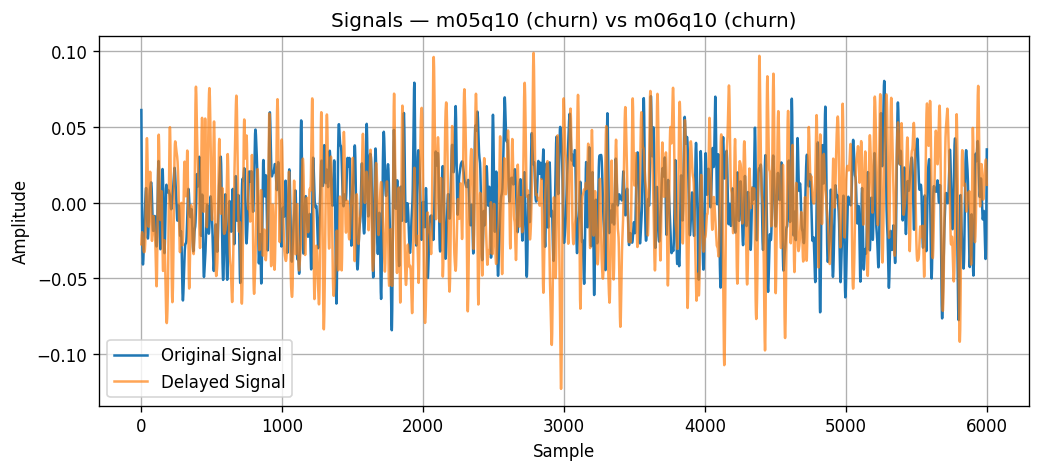 Signals — m05q10 (churn) vs m06q10 (churn)
0.10
0.05
0.00
−0.05
−0.10
Amplitude
Original Signal
Delayed Signal
0 1000 2000 3000 4000 5000 6000
Sample